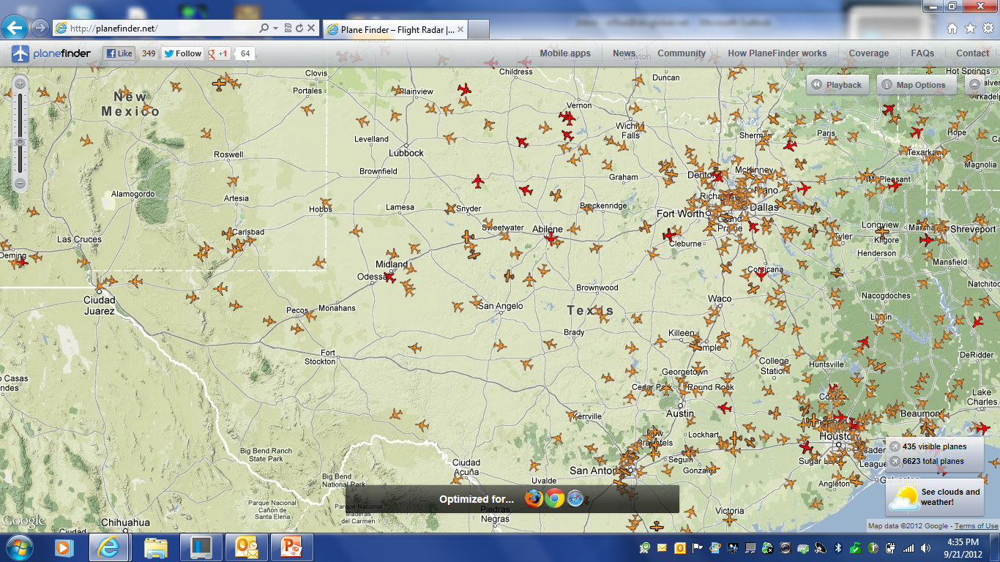 http://planefinder.net/
Plane Finder – Flight Radar |...
planefinder
Like
349
Follow
+1
64
Mobile apps
News
Community
How PlaneFinder works
Coverage
FAQs
Contact
Playback
Map Options
New Mexico
Clovis
Portales
Plainview
Childress
Lawton
Duncan
Hot Springs
Vernon
Wichita Falls
Levelland
Lubbock
Sherman
Paris
Hope
Texarkana
Magnolia
Roswell
Brownfield
Graham
Denton
McKinney
Mt Pleasant
Alamogordo
Artesia
Hobbs
Lamesa
Snyder
Breckenridge
Plano
Fort Worth
Dallas
Grand Prairie
Carlsbad
Sweetwater
Abilene
Longview
Marshall
Shreveport
Las Cruces
Cleburne
Tyler
Kilgore
Deming
Henderson
Midland
Mansfield
Odessa
Corsicana
Ciudad Juarez
Brownwood
Waco
Nacogdoches
Pecos
Monahans
San Angelo
Texas
Lufkin
Brady
Killeen
Temple
Fort Stockton
College Station
Huntsville
DeRidder
Georgetown
Cedar Park
Round Rock
Austin
Lake Charles
Beaumont
Kerrville
New Braunfels
Lockhart
Houston
Big Bend Ranch State Park
Ciudad Acuña
San Anton
Seguin
Gonzales
Sugar Land
League
Uvalde
Angleton
Galveston
Big Bend National Park
Parque Nacional Cañon de Santa Elena
Parque Nacional Maderas del Carmen
Piedras Negras
Victoria
Chihuahua
435 visible planes
6623 total planes
See clouds and weather!
Optimized for...
Google
Map data ©2012 Google - Terms of Use
4:35 PM
9/21/2012